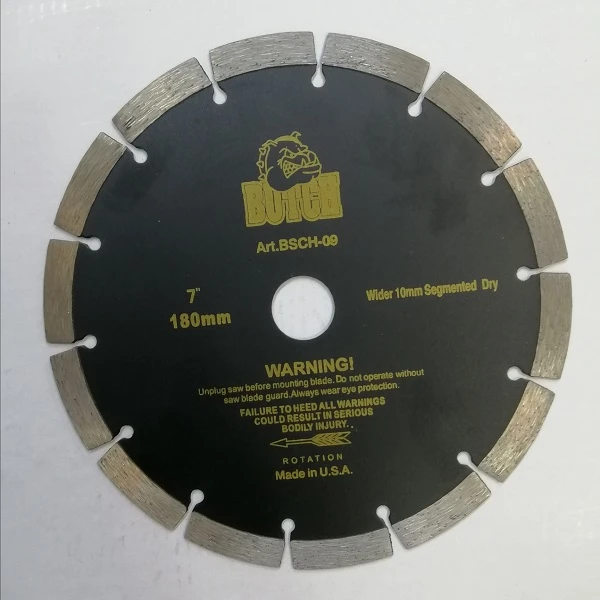 BUTCH
Art.BSCH-09
7"
180mm
Wider 10mm Segmented Dry
WARNING!
Unplug saw before mounting blade. Do not operate without
saw blade guard.Always wear eye protection.
FAILURE TO HEED ALL WARNINGS
COULD RESULT IN SERIOUS
BODILY INJURY. .
ROTATION
Made in U.S.A.